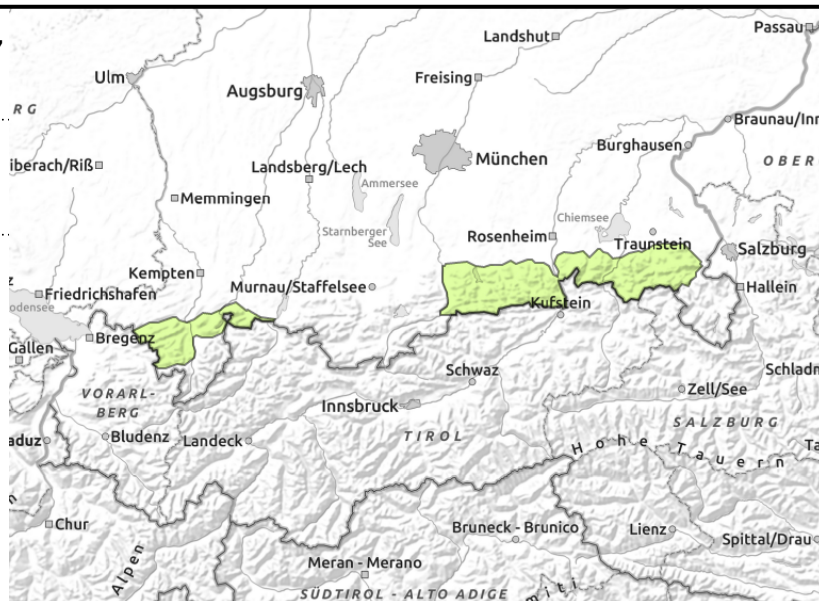 Landshut
Passau
Ulm
Freising
Augsburg
RG
Braunau/Inn
Burghausen
iberach/Riß
Landsberg/Lech
München
OBER
Ammersee
Memmingen
Chiemsee
Starnberger
See
Rosenheim
Traunstein
Salzburg
Kempten
Murnau/Staffelsee
Hallein
z
Friedrichshafen
odensee
Kufstein
Bregenz
Gallen
Schwaz
Schladm
VORARL-
BERG
Zell/See
Innsbruck
SALZBURG
aduz
Bludenz
Landeck
TIROL
Hohe Tauern
Ta
Chur
Bruneck - Brunico
Lienz
Spittal/Drau
Alpen
Meran - Merano
miti
SÜDTIROL - ALTO ADIGE